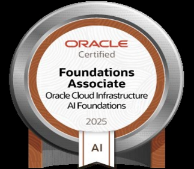 ORACLE
Certified
Foundations
Associate
Oracle Cloud Infrastructure
AI Foundations
2025
AI